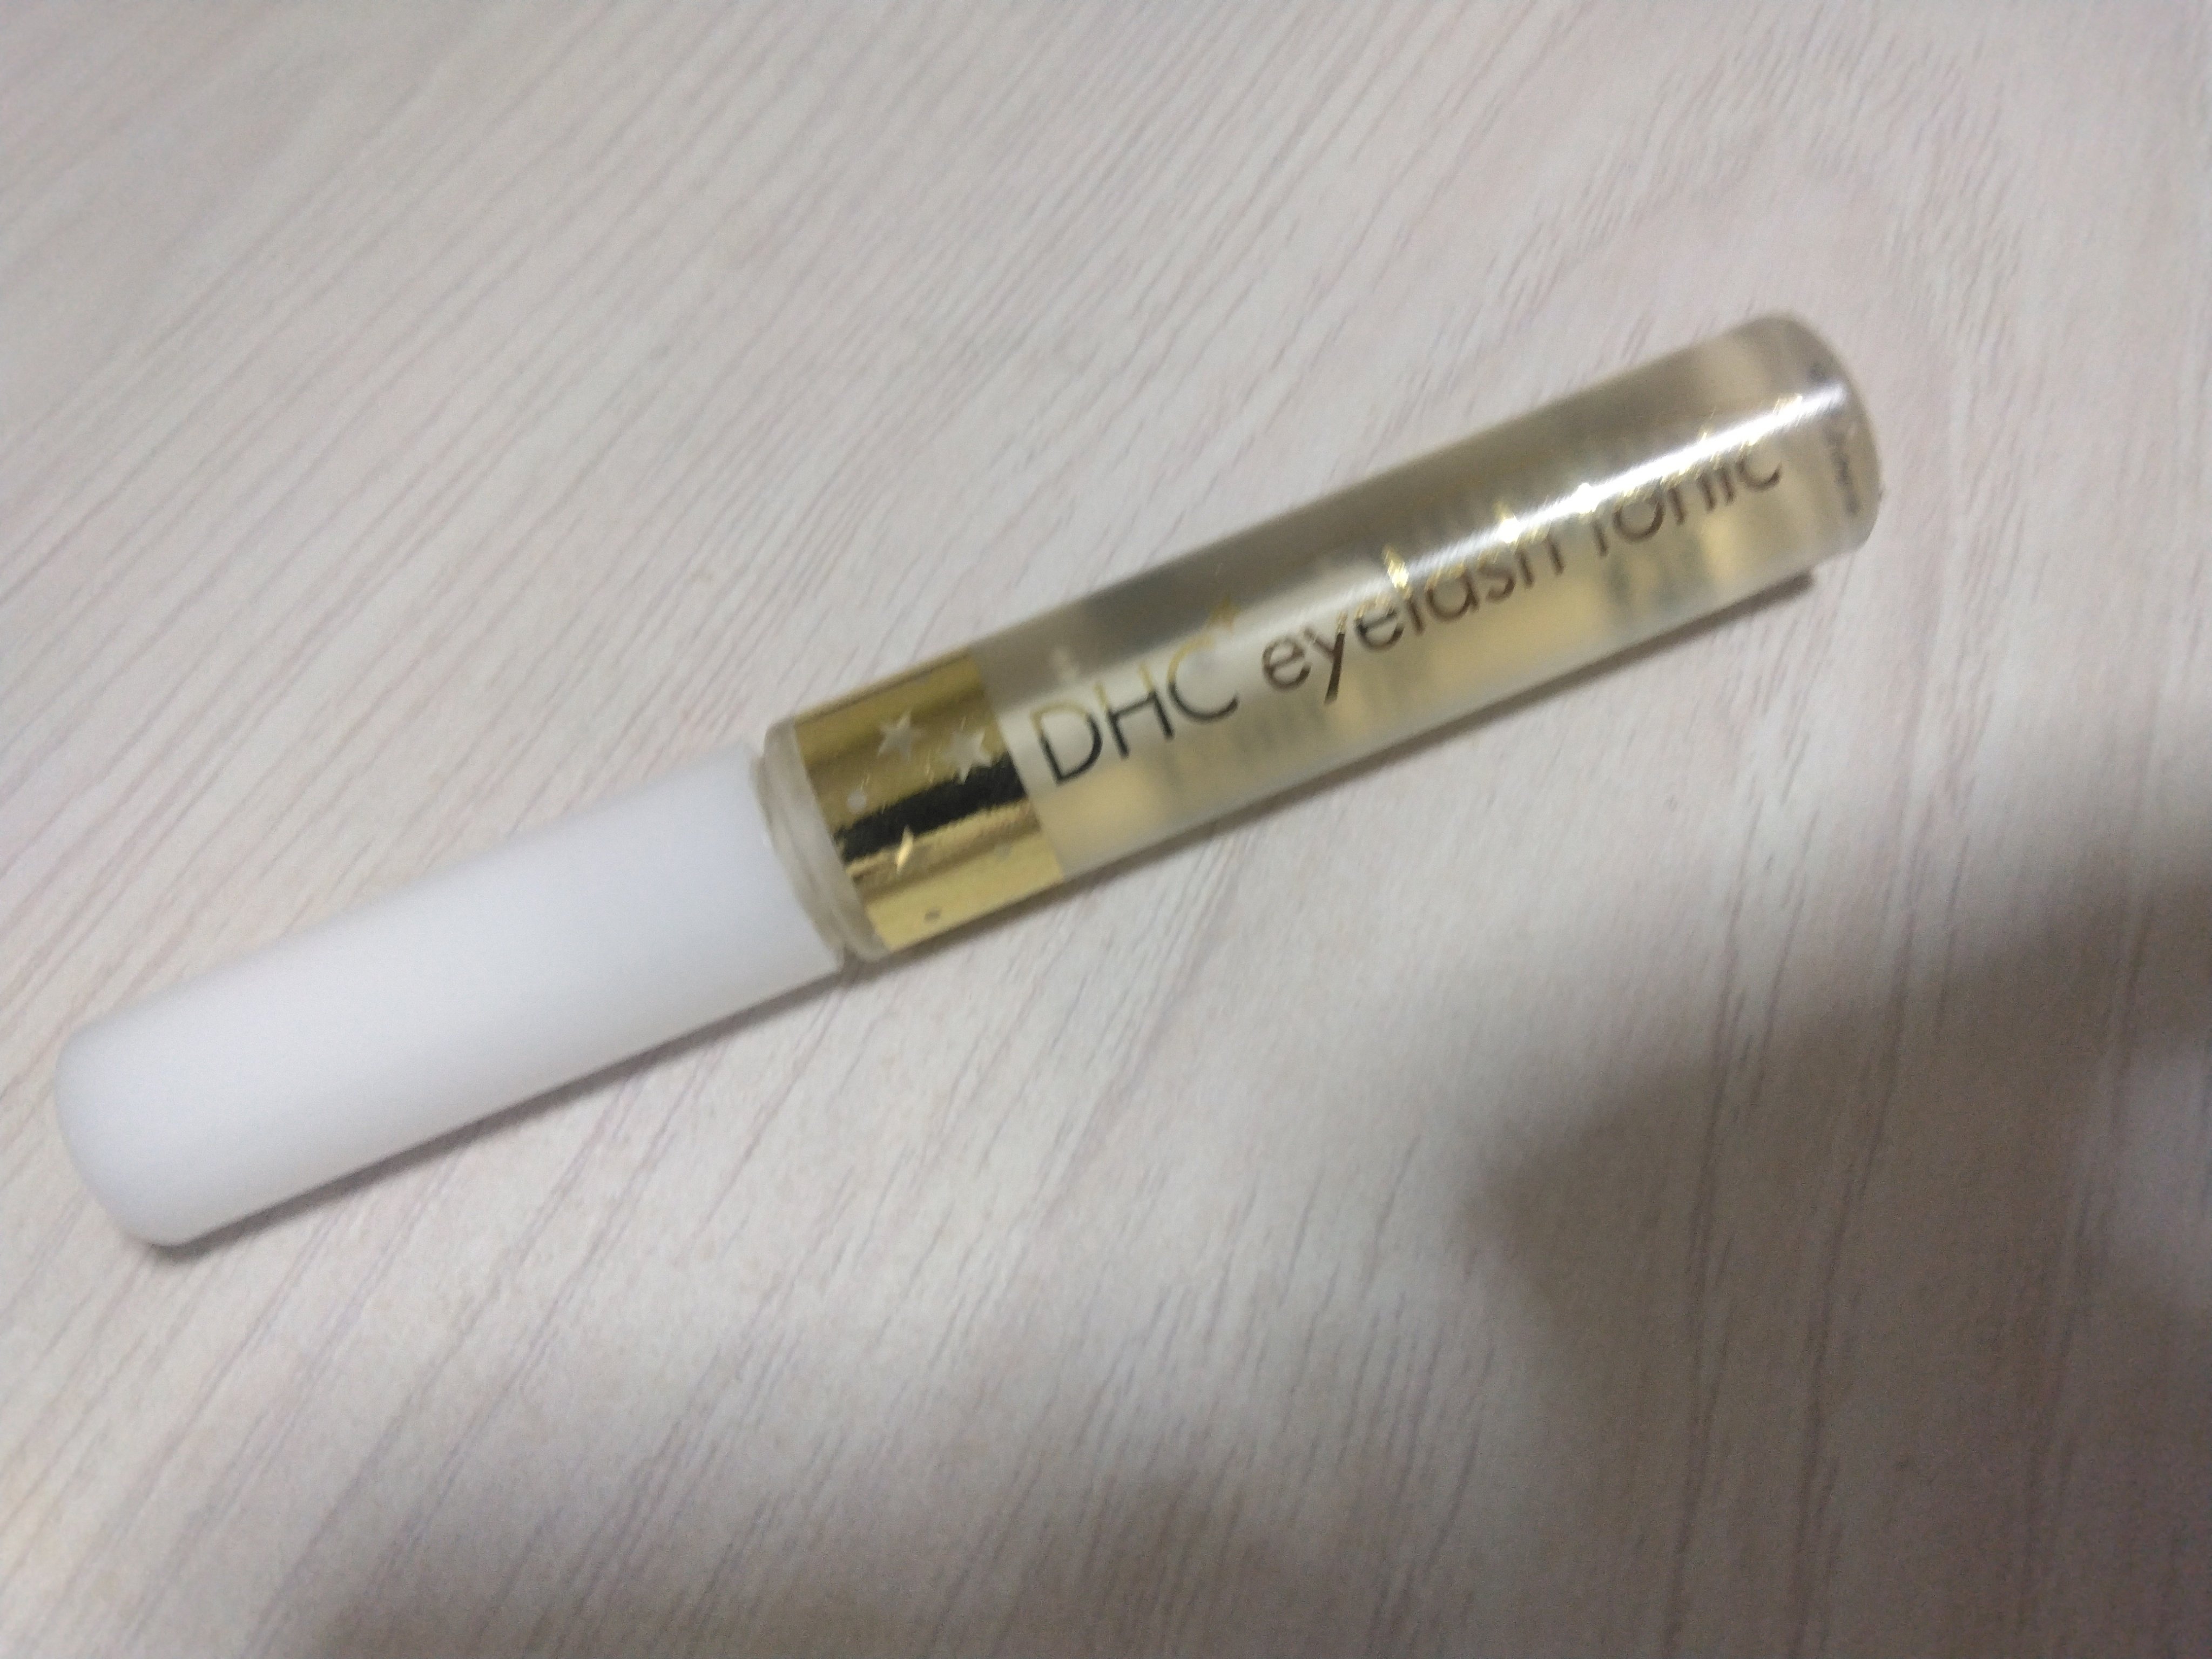 DHC eyelash tonic